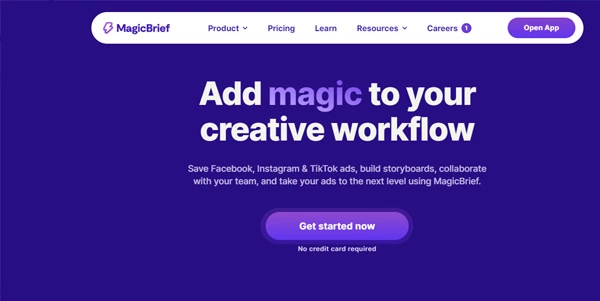 MagicBrief
Product
Pricing
Learn
Resources
Careers 1
Open App
Add magic to your
creative workflow
Save Facebook, Instagram & TikTok ads, build storyboards, collaborate
with your team, and take your ads to the next level using MagicBrief.
Get started now
No credit card required